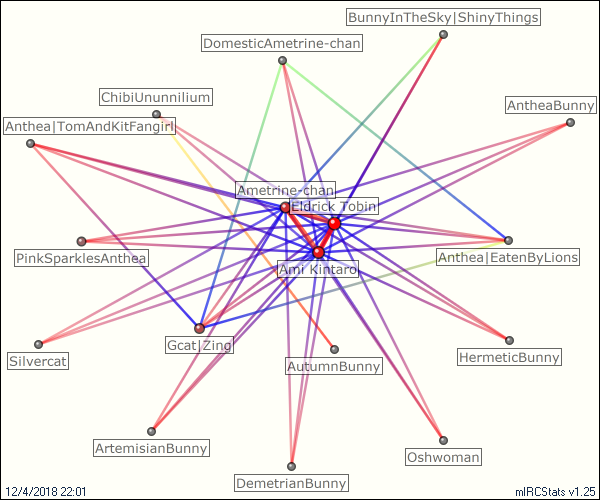 BunnyInTheSky|ShinyThings
DomesticAmetrine-chan
ChibiUnunnilium
AntheaBunny
Anthea|TomAndKitFangirl
Ametrine-chan
Eldrick Tobin
PinkSparklesAnthea
Anthea|EatenByLions
Ami Kintaro
Gcat|Zing
Silvercat
AutumnBunny
HermeticBunny
ArtemisianBunny
Oshwoman
DemetrianBunny
12/4/2018 22:01
mIRCStats v1.25